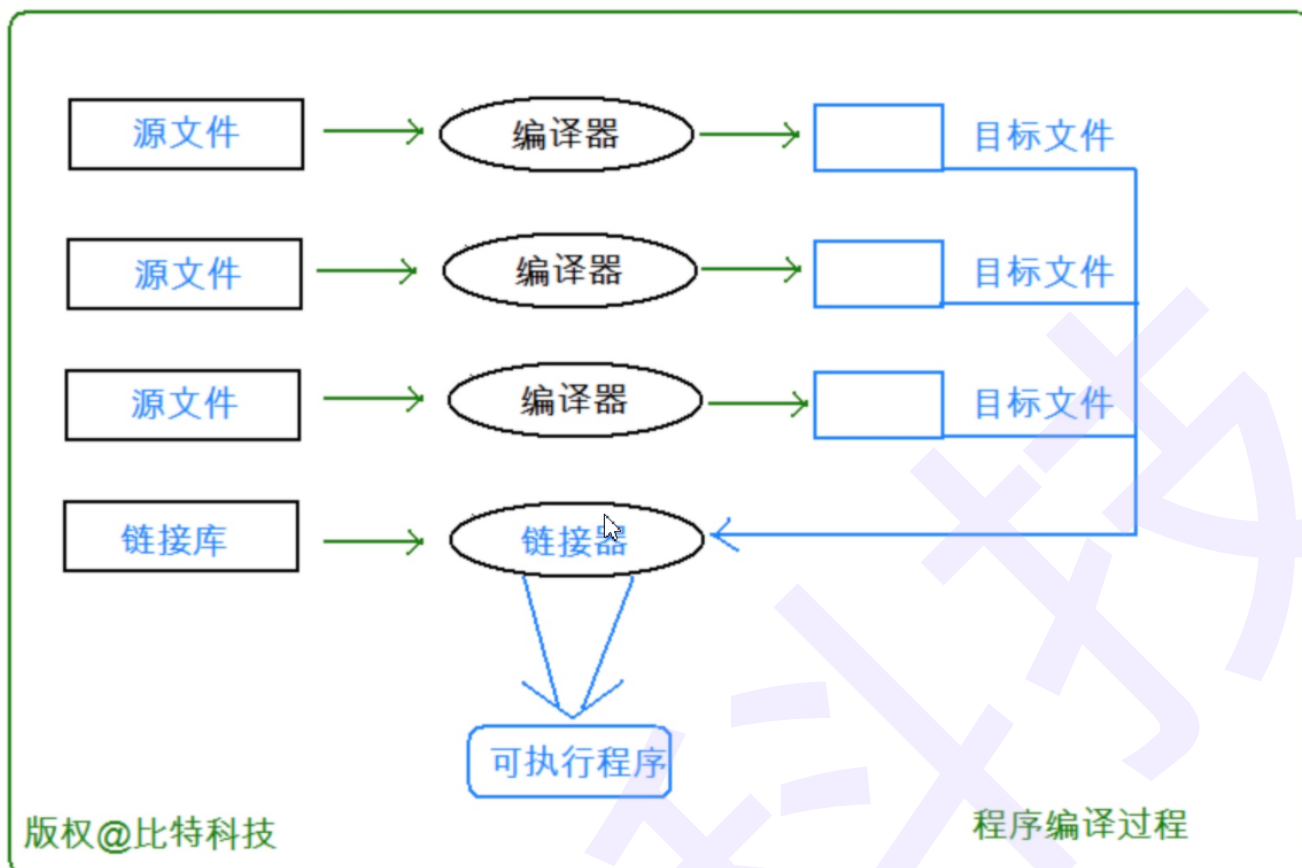 源文件 编译器 目标文件
源文件 编译器 目标文件
源文件 编译器 目标文件
链接库 链接器
可执行程序
版权@比特科技 程序编译过程
科技